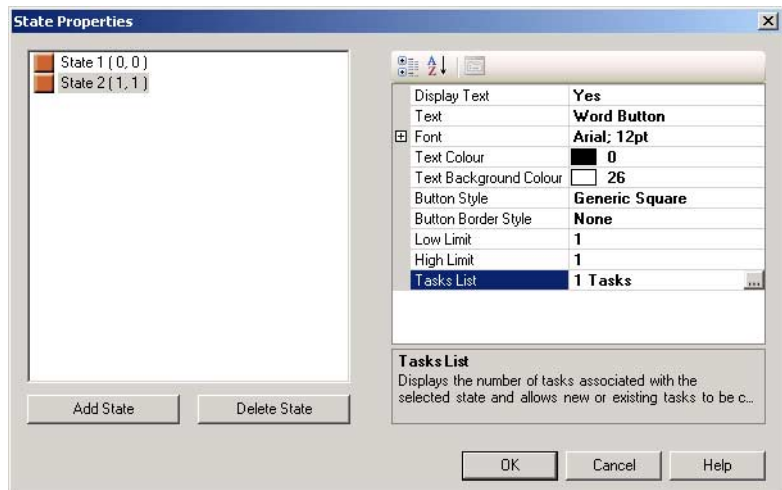 State Properties
State 1 ( 0, 0 )
State 2 ( 1, 1 )
Add State
Delete State
Display Text Yes
Text Word Button
Font Arial; 12pt
Text Colour 0
Text Background Colour 26
Button Style Generic Square
Button Border Style None
Low Limit 1
High Limit 1
Tasks List 1 Tasks ...
Tasks List
Displays the number of tasks associated with the
selected state and allows new or existing tasks to be c...
OK
Cancel
Help